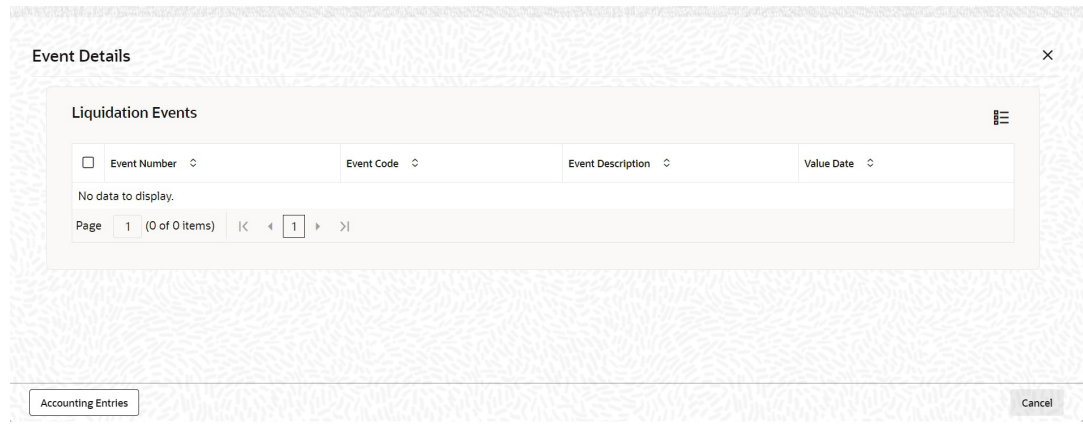 Event Details
Liquidation Events
Event Number Event Code Event Description Value Date
No data to display.
Page 1 (0 of 0 items) 1
Accounting Entries Cancel